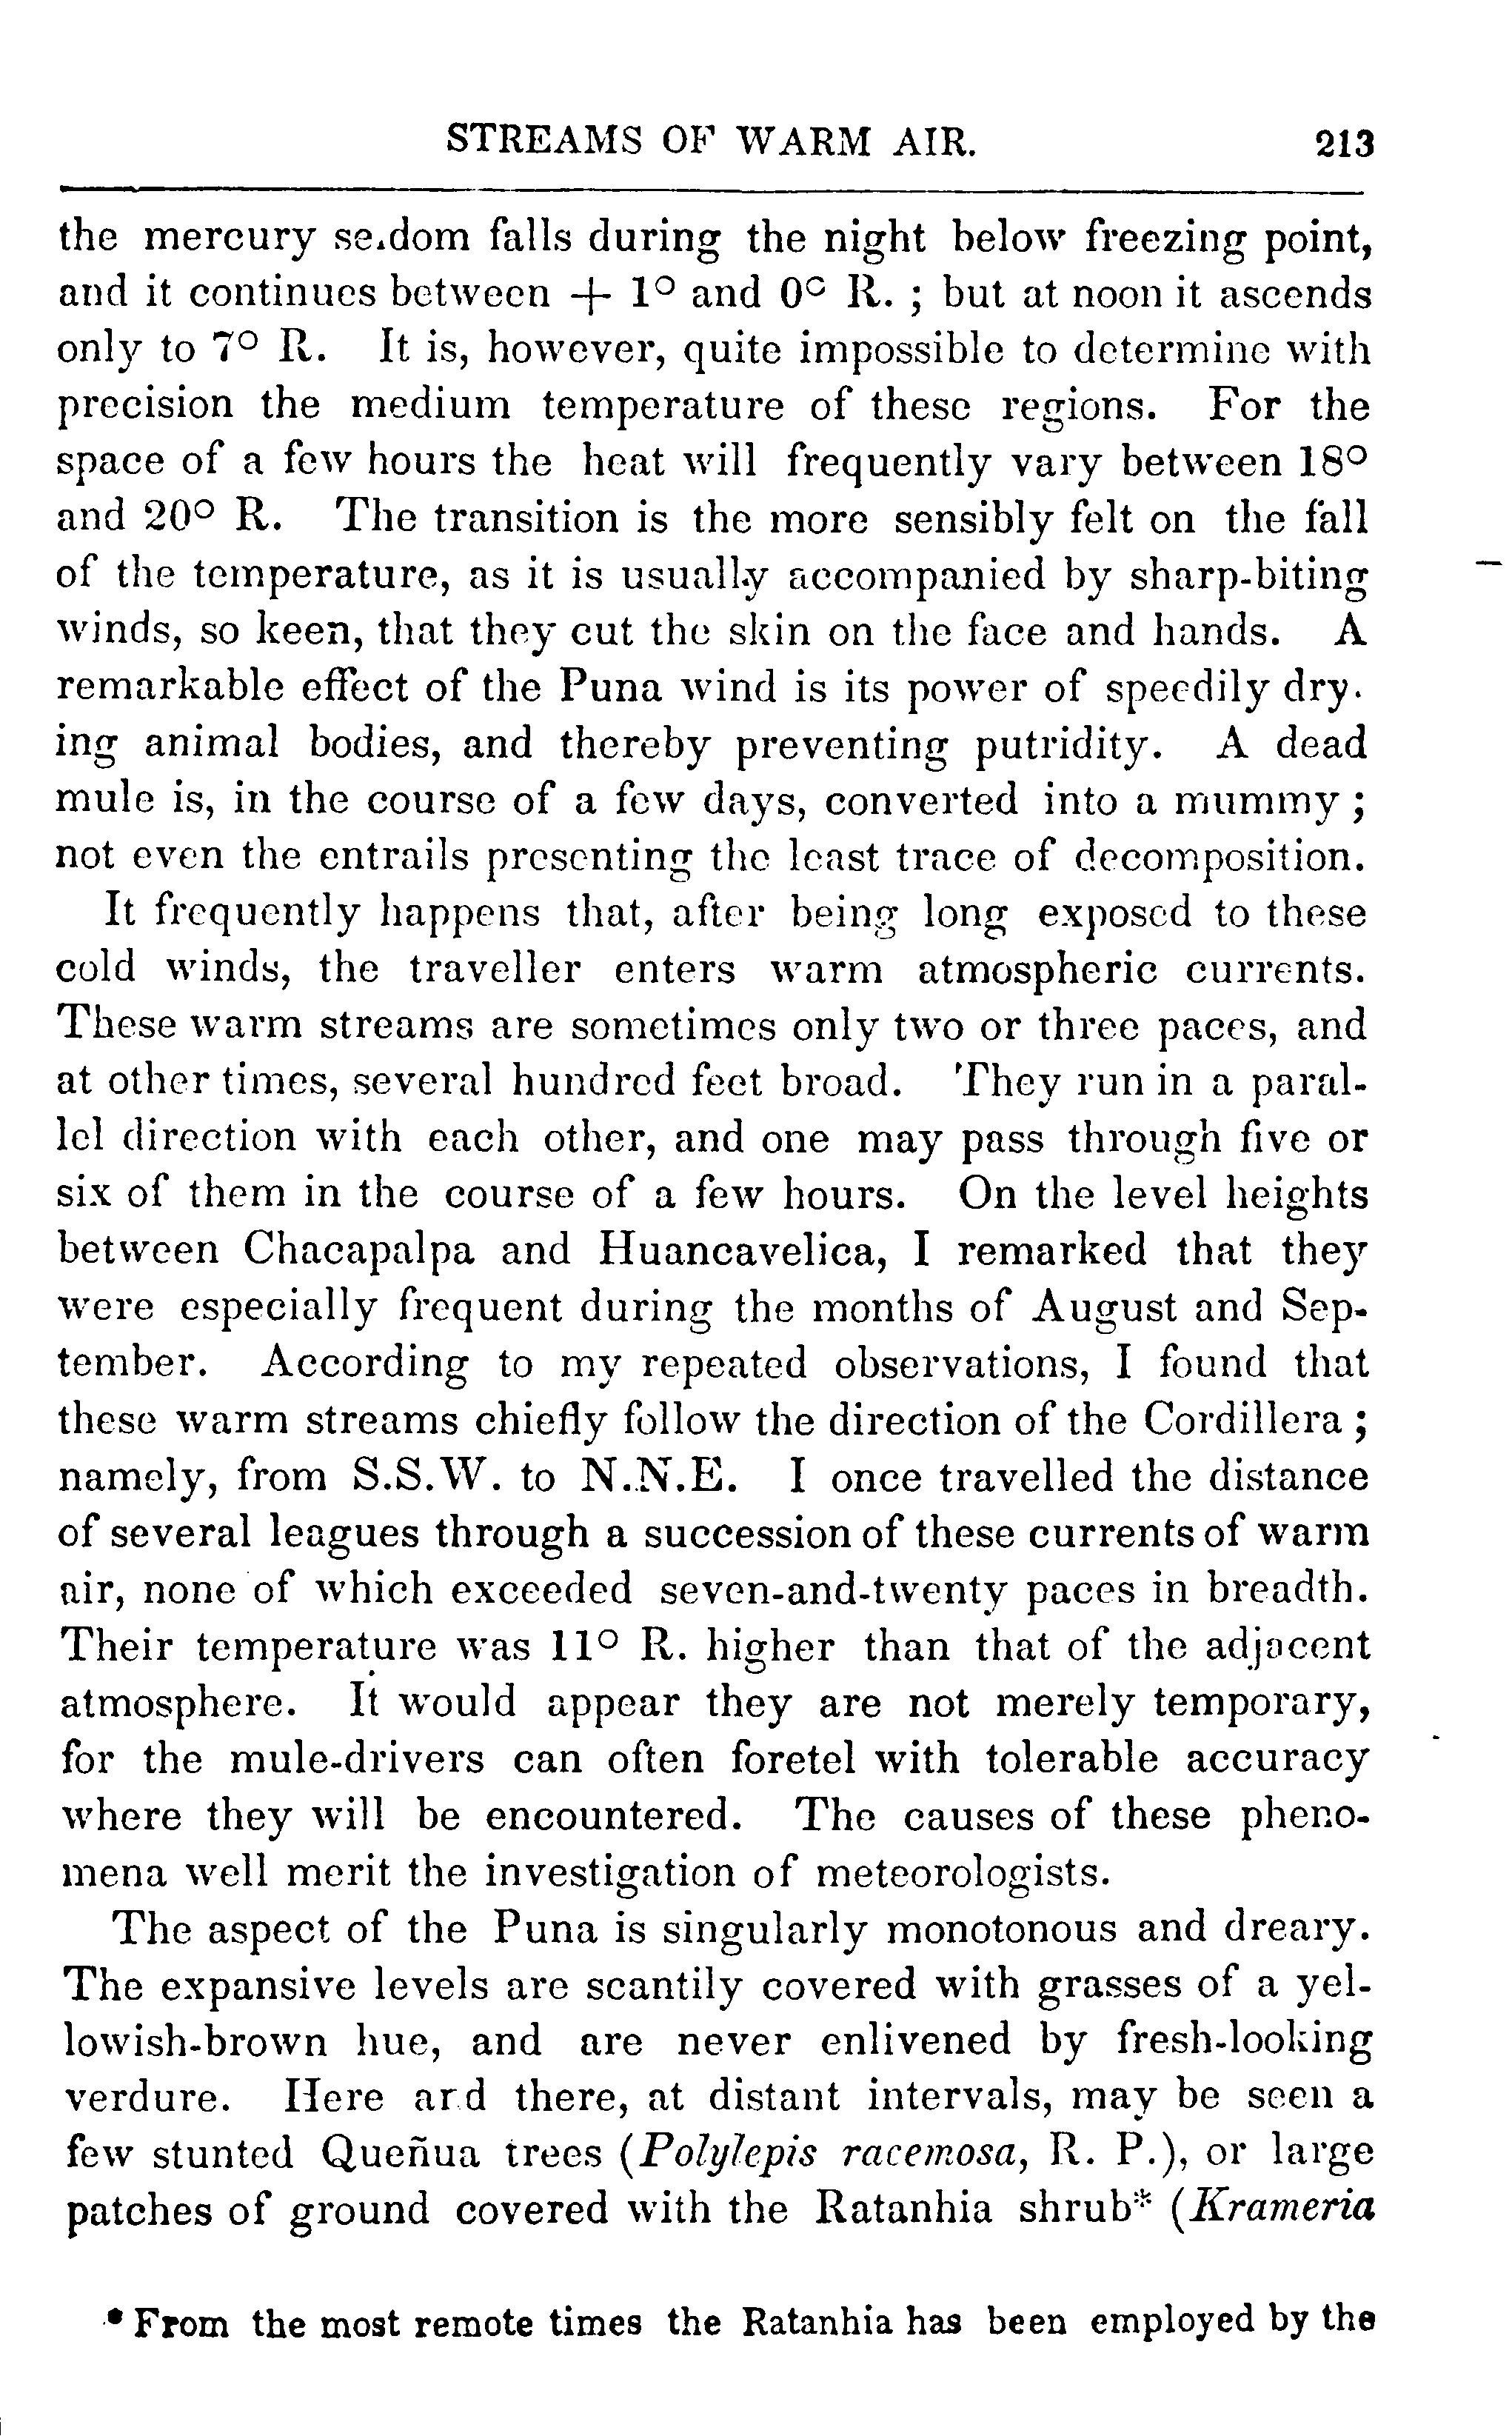 STREAMS OF WARM AIR. 213
the mercury seldom falls during the night below freezing point,
and it continues between + 1° and 0° R. ; but at noon it ascends
only to 7° R. It is, however, quite impossible to determine with
precision the medium temperature of these regions. For the
space of a few hours the heat will frequently vary between 18°
and 20° R. The transition is the more sensibly felt on the fall
of the temperature, as it is usually accompanied by sharp-biting
winds, so keen, that they cut the skin on the face and hands. A
remarkable effect of the Puna wind is its power of speedily dry-
ing animal bodies, and thereby preventing putridity. A dead
mule is, in the course of a few days, converted into a mummy ;
not even the entrails presenting the least trace of decomposition.
It frequently happens that, after being long exposed to these
cold winds, the traveller enters warm atmospheric currents.
These warm streams are sometimes only two or three paces, and
at other times, several hundred feet broad. They run in a paral-
lel direction with each other, and one may pass through five or
six of them in the course of a few hours. On the level heights
between Chacapalpa and Huancavelica, I remarked that they
were especially frequent during the months of August and Sep-
tember. According to my repeated observations, I found that
these warm streams chiefly follow the direction of the Cordillera ;
namely, from S.S.W. to N.N.E. I once travelled the distance
of several leagues through a succession of these currents of warm
air, none of which exceeded seven-and-twenty paces in breadth.
Their temperature was 11° R. higher than that of the adjacent
atmosphere. It would appear they are not merely temporary,
for the mule-drivers can often foretel with tolerable accuracy
where they will be encountered. The causes of these pheno-
mena well merit the investigation of meteorologists.
The aspect of the Puna is singularly monotonous and dreary.
The expansive levels are scantily covered with grasses of a yel-
lowish-brown hue, and are never enlivened by fresh-looking
verdure. Here and there, at distant intervals, may be seen a
few stunted Queñua trees (Polylepis racemosa, R. P.), or large
patches of ground covered with the Ratanhia shrub* (Krameria
* From the most remote times the Ratanhia has been employed by the